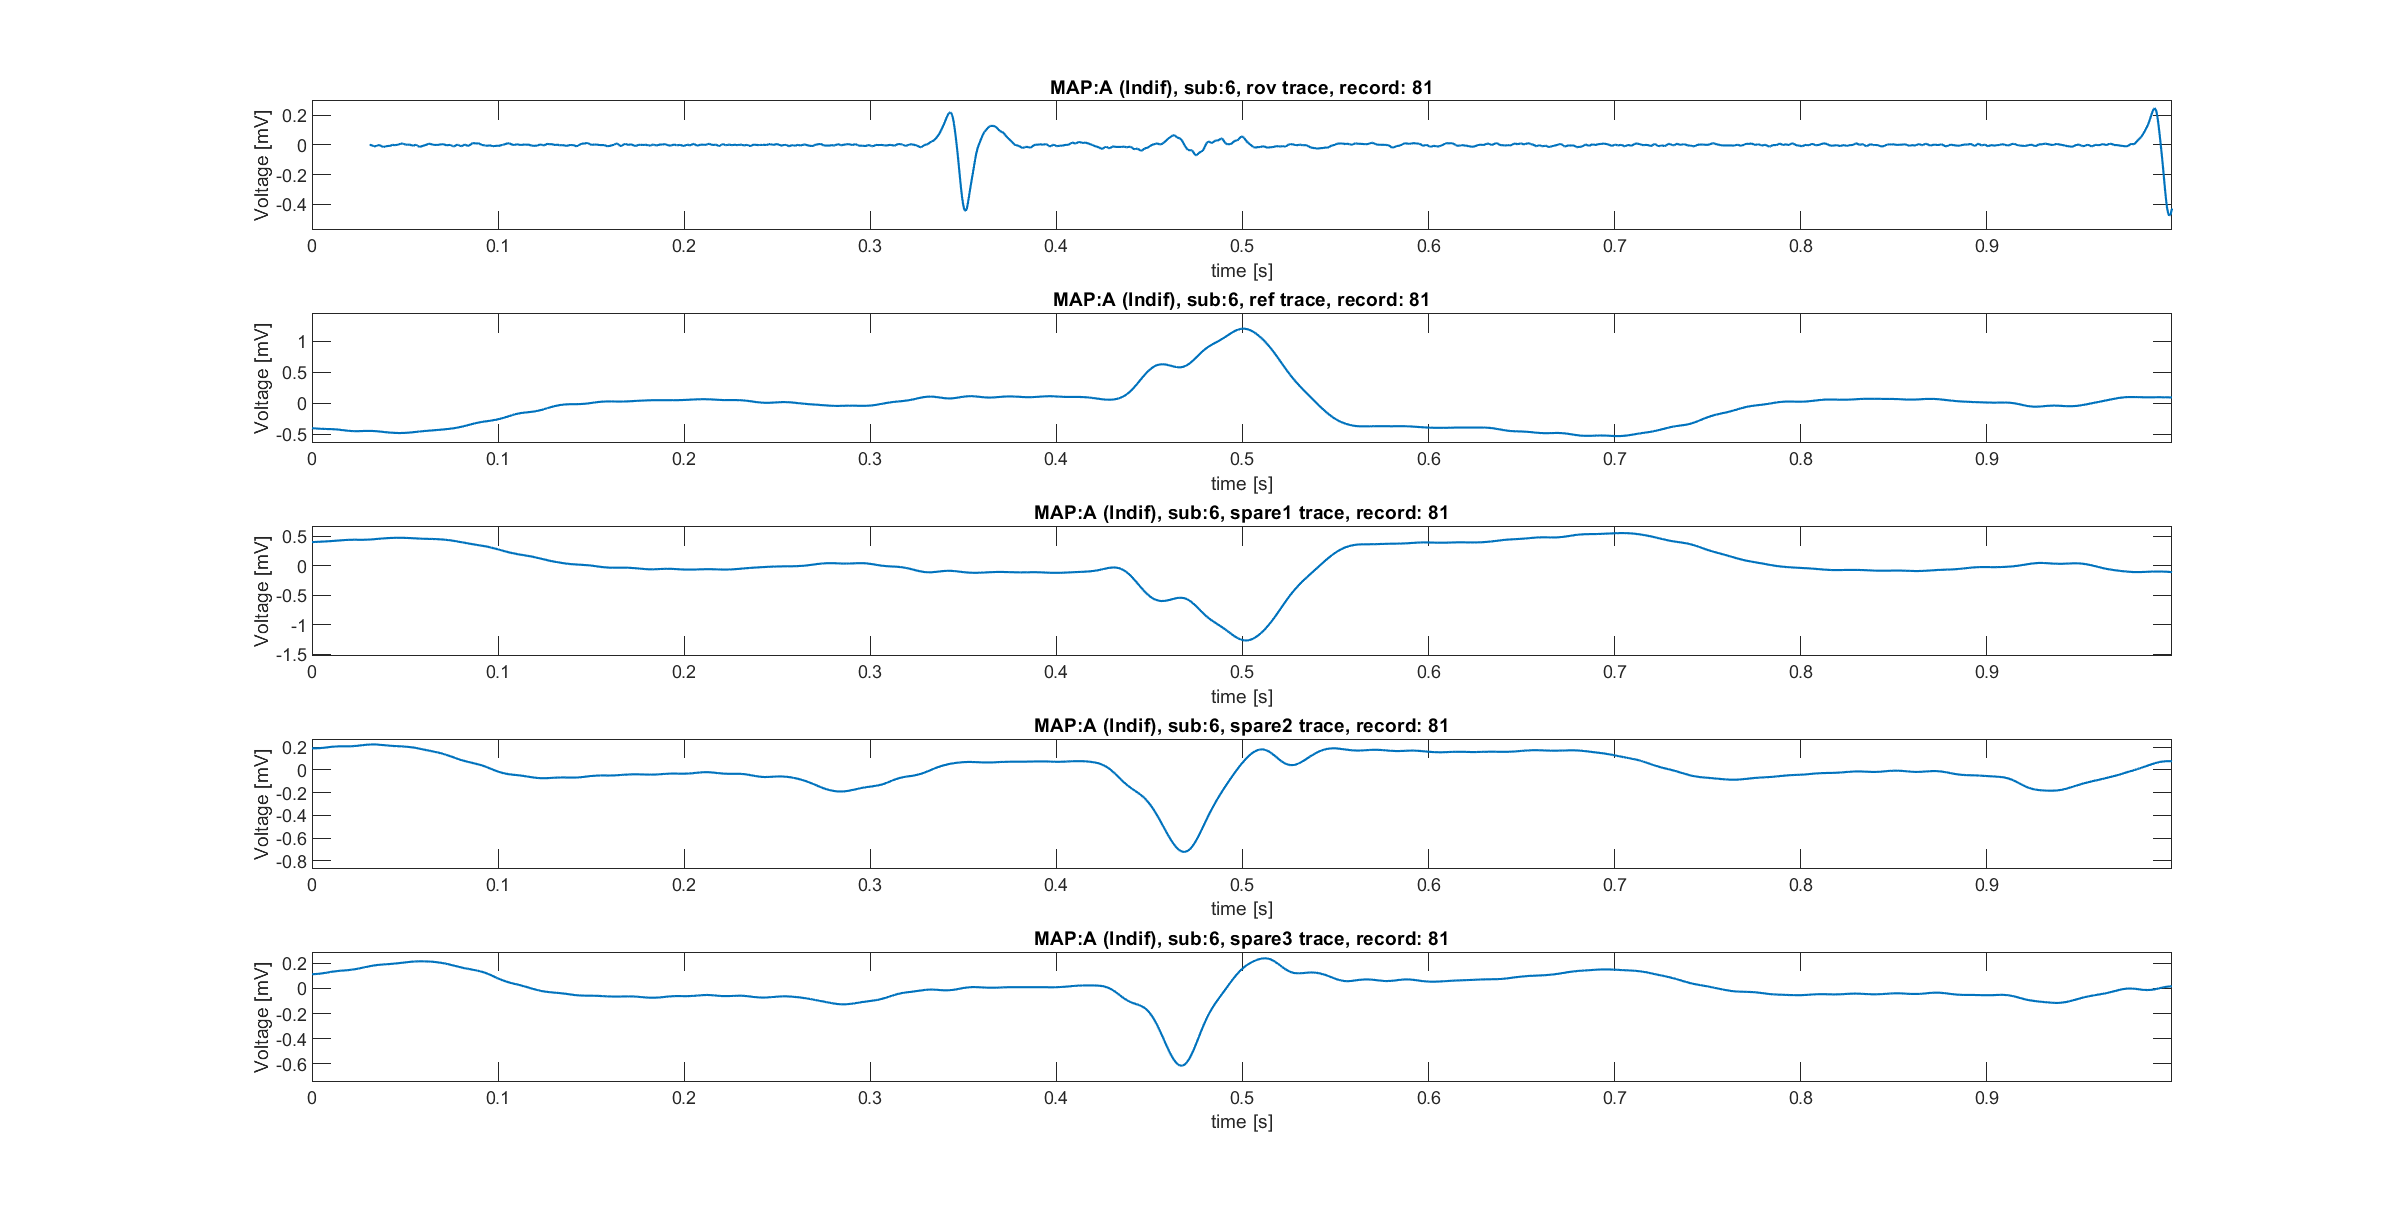 MAP:A (Indif), sub:6, rov trace, record: 81
Voltage [mV]
0.2
0
-0.2
-0.4
0 0.1 0.2 0.3 0.4 0.5 0.6 0.7 0.8 0.9
time [s]
MAP:A (Indif), sub:6, ref trace, record: 81
Voltage [mV]
1
0.5
0
-0.5
0 0.1 0.2 0.3 0.4 0.5 0.6 0.7 0.8 0.9
time [s]
MAP:A (Indif), sub:6, spare1 trace, record: 81
Voltage [mV]
0.5
0
-0.5
-1
-1.5
0 0.1 0.2 0.3 0.4 0.5 0.6 0.7 0.8 0.9
time [s]
MAP:A (Indif), sub:6, spare2 trace, record: 81
Voltage [mV]
0.2
0
-0.2
-0.4
-0.6
-0.8
0 0.1 0.2 0.3 0.4 0.5 0.6 0.7 0.8 0.9
time [s]
MAP:A (Indif), sub:6, spare3 trace, record: 81
Voltage [mV]
0.2
0
-0.2
-0.4
-0.6
0 0.1 0.2 0.3 0.4 0.5 0.6 0.7 0.8 0.9
time [s]